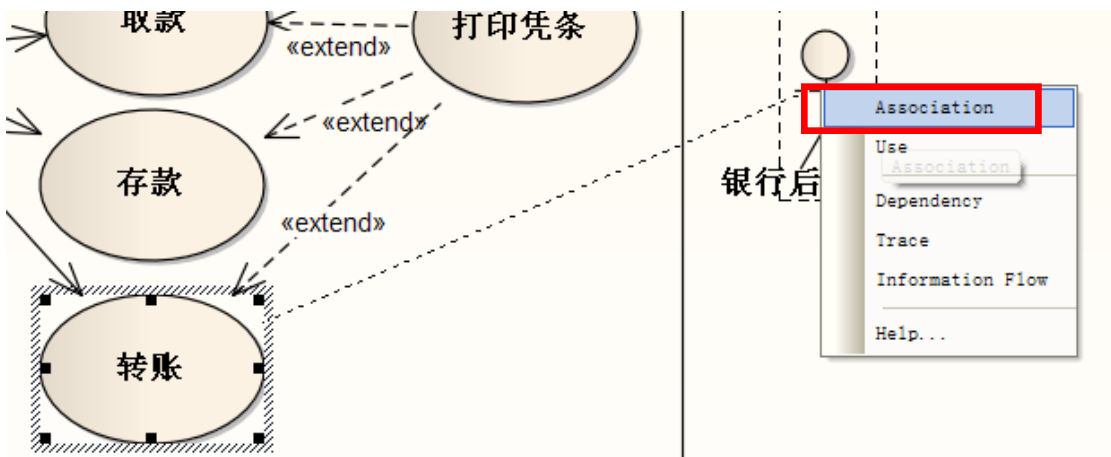 取款
打印凭条
«extend»
«extend»
存款
«extend»
转账
银行后
Association
Use
Association
Dependency
Trace
Information Flow
Help...